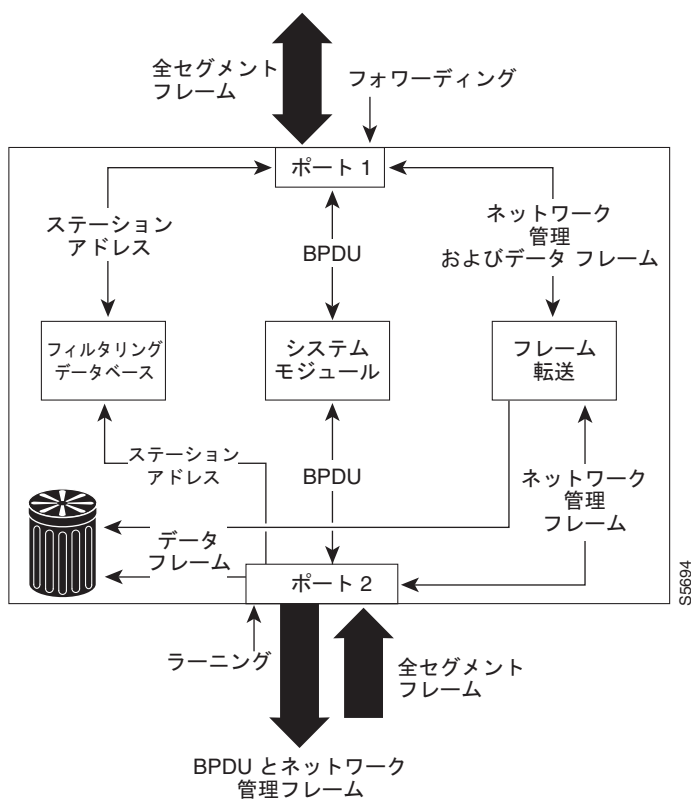 全セグメント
フレーム
フォワーディング
ポート 1
ステーション
アドレス
BPDU
ネットワーク
管理
およびデータ フレーム
フィルタリング
データベース
システム
モジュール
フレーム
転送
ステーション
アドレス
BPDU
ネットワーク
管理
フレーム
データ
フレーム
ポート 2
S5694
ラーニング
全セグメント
フレーム
BPDU とネットワーク
管理フレーム